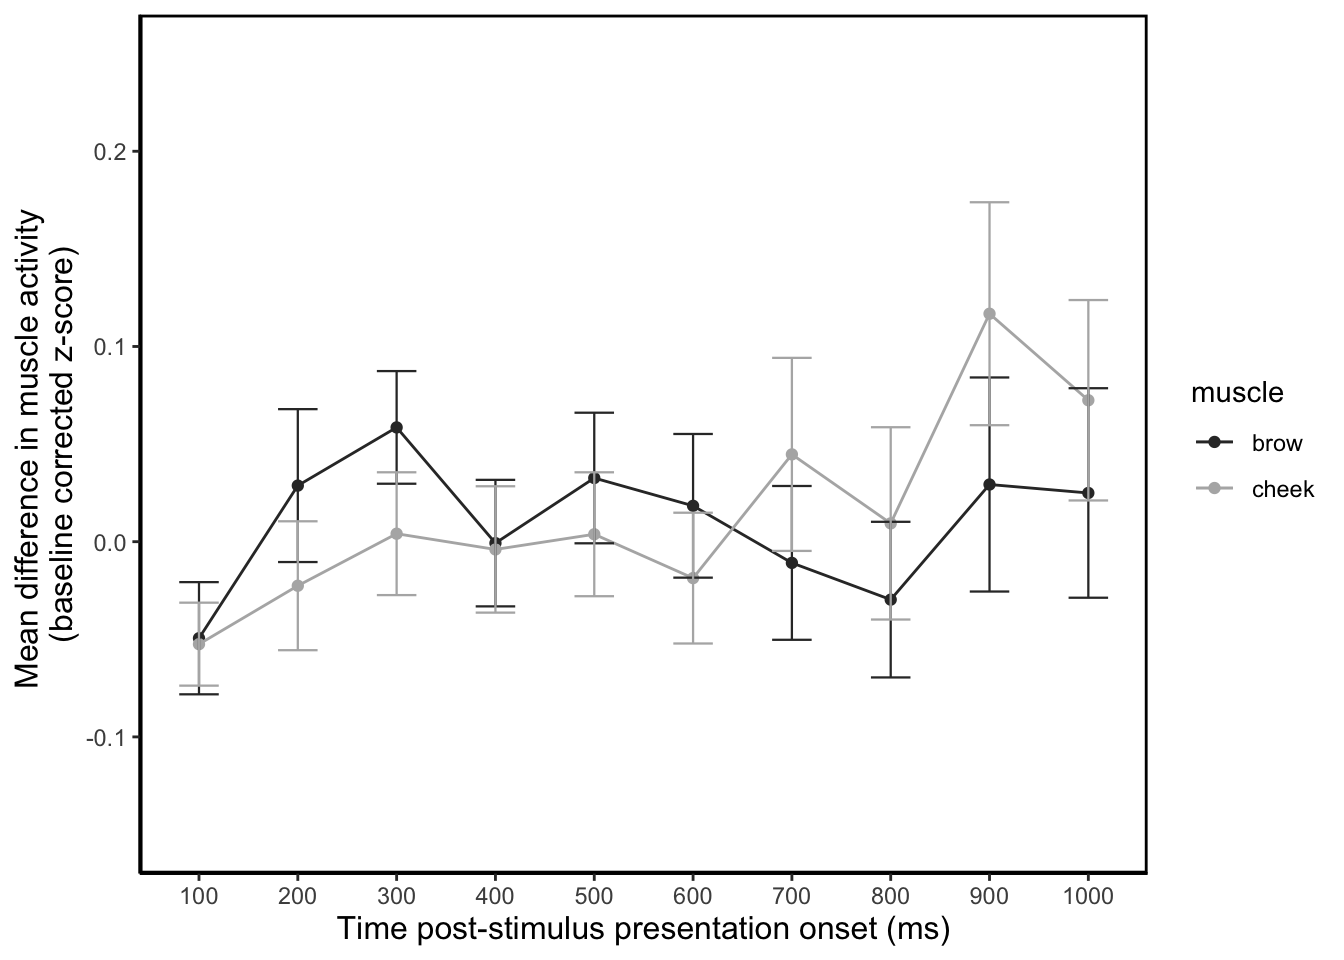 Mean difference in muscle activity
(baseline corrected z-score)
0.2
0.1
0.0
-0.1
100 200 300 400 500 600 700 800 900 1000
Time post-stimulus presentation onset (ms)
muscle
brow
cheek